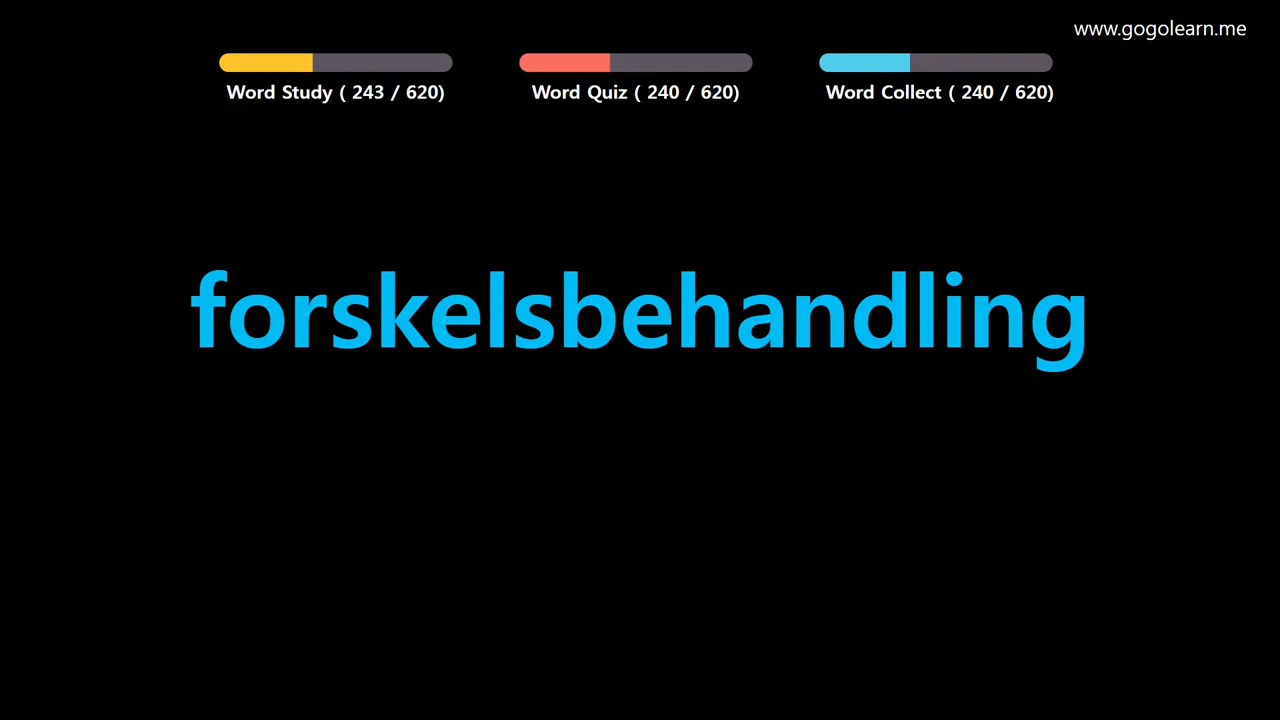 www.gogolearn.me
Word Study ( 243 / 620)
Word Quiz ( 240 / 620)
Word Collect ( 240 / 620)
forskelsbehandling